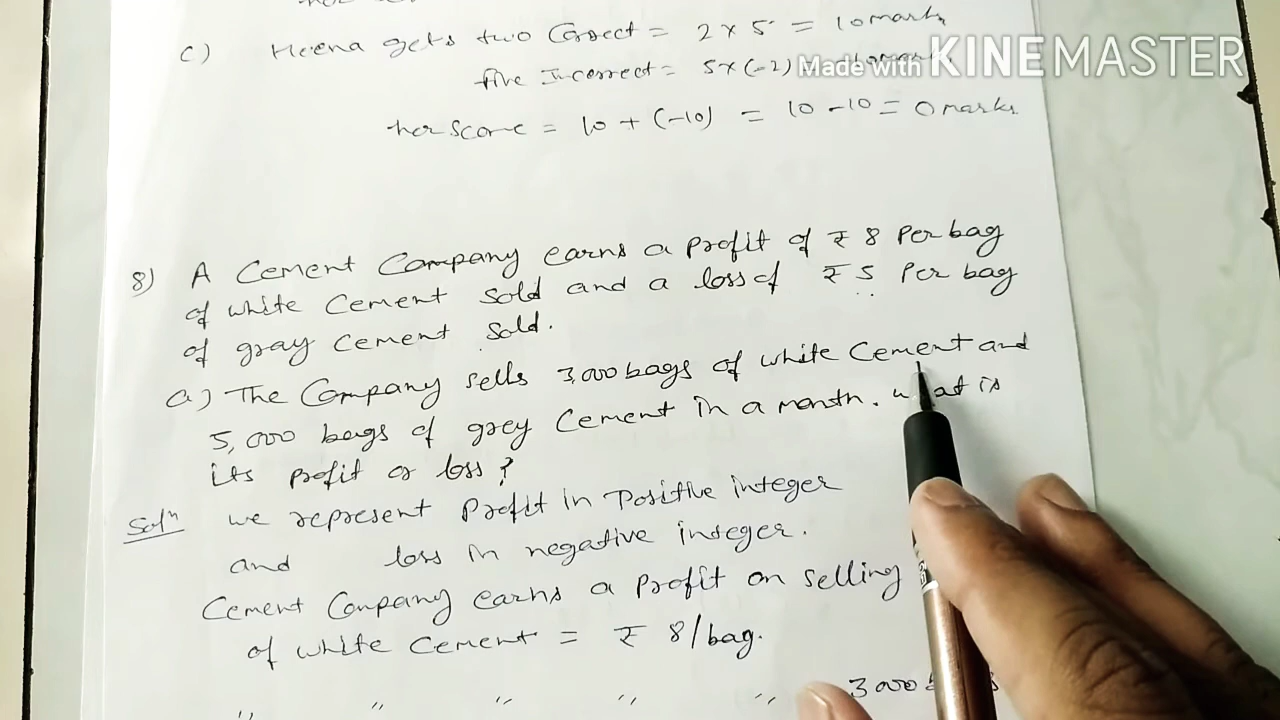 c) Heena gets two Correct = 2 x 5 = 10 mark
five Incorrect = 5x (-2)
Made with KINEMASTER
her score = 10 + (-10) = 10 - 10 = 0 marks.
8) A Cement Company earns a profit of ₹ 8 Per bag
of white Cement sold and a loss of ₹ 5 Per bag
of gray cement sold.
a) The Company sells 3,000 bags of white Cement and
5,000 bags of grey Cement in a month. what is
its profit or loss?
Solⁿ we represent Profit in Positive integer
and loss in negative integer.
Cement Company earns a Profit on selling
of white Cement = ₹ 8/bag.
" " " " " 3000